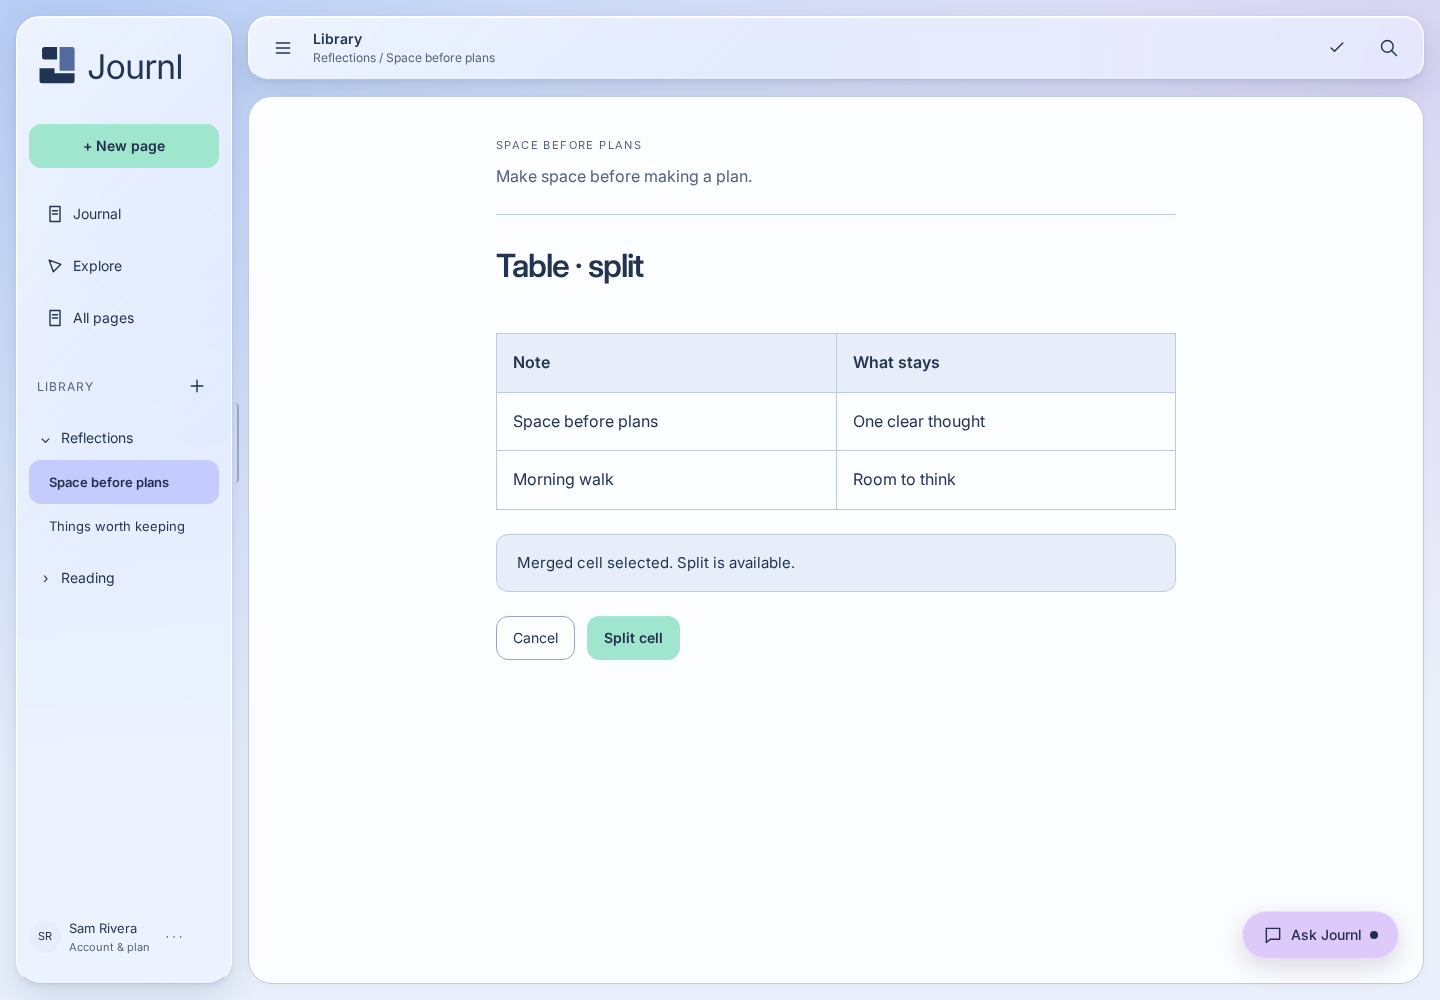 Journl
+ New page
Journal
Explore
All pages
LIBRARY
Reflections
Space before plans
Things worth keeping
Reading
SR
Sam Rivera
Account & plan
...
Library
Reflections / Space before plans
SPACE BEFORE PLANS
Make space before making a plan.
Table · split
Note What stays
Space before plans One clear thought
Morning walk Room to think
Merged cell selected. Split is available.
Cancel Split cell
Ask Journl